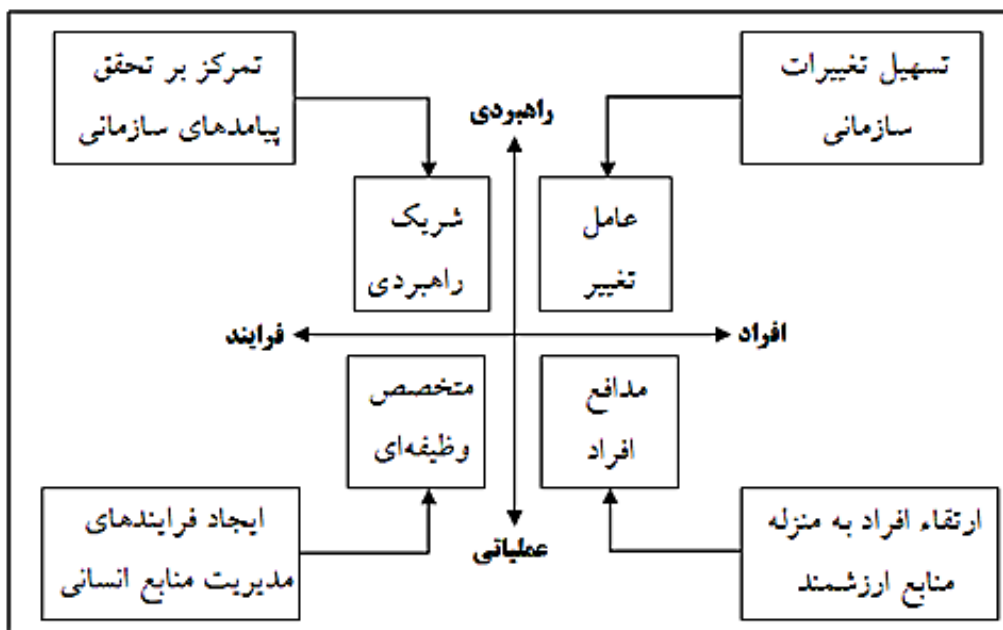 تسهیل تغییرات
سازمانی
تمرکز بر تحقق
پیامدهای سازمانی
راهبردی
عامل
تغییر
شریک
راهبردی
افراد
فرایند
مدافع
افراد
متخصص
وظیفه‌ای
عملیاتی
ارتقاء افراد به منزله
منابع ارزشمند
ایجاد فرایندهای
مدیریت منابع انسانی